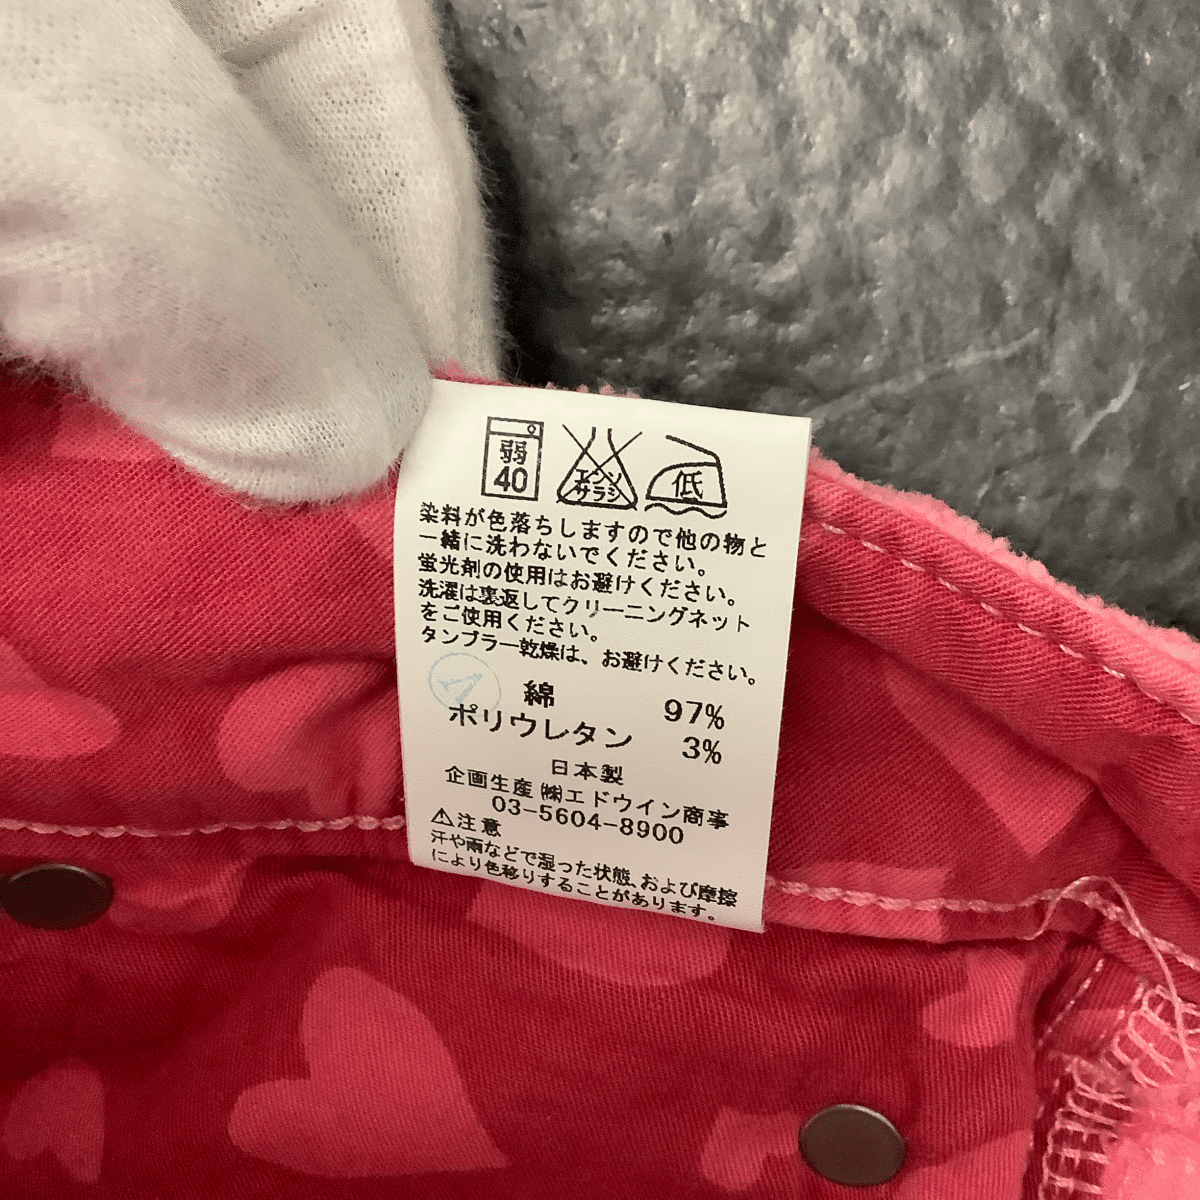 弱
40
エンソ
サラシ
低
染料が色落ちしますので他の物と
一緒に洗わないでください。
蛍光剤の使用はお避けください。
洗濯は裏返してクリーニングネット
をご使用ください。
タンブラー乾燥は、お避けください。
綿 97%
ポリウレタン 3%
日本製
企画生産 ㈱エドウイン商事
03-5604-8900
⚠注意
汗や雨などで湿った状態、および摩擦
により色移りすることがあります。